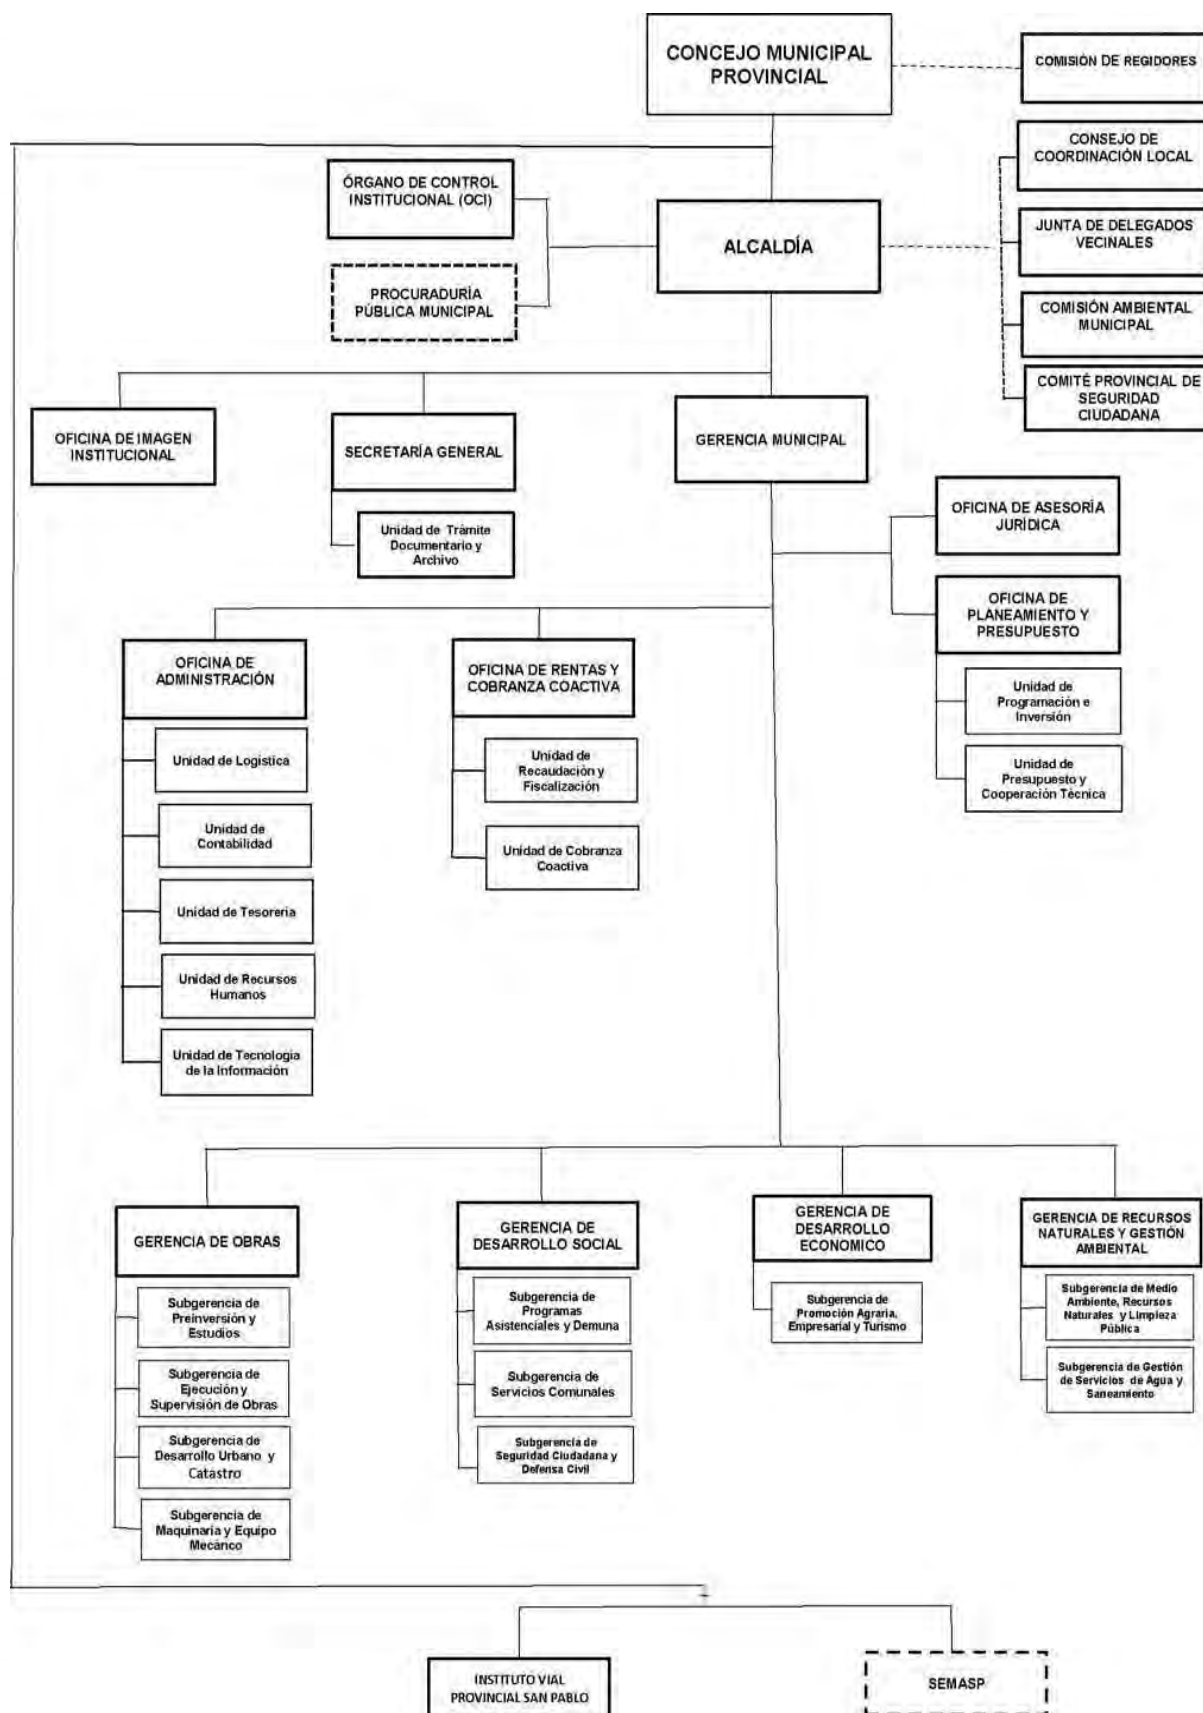 CONCEJO MUNICIPAL
PROVINCIAL
COMISIÓN DE REGIDORES
CONSEJO DE
COORDINACIÓN LOCAL
ÓRGANO DE CONTROL
INSTITUCIONAL (OCI)
ALCALDÍA
JUNTA DE DELEGADOS
VECINALES
PROCURADURÍA
PÚBLICA MUNICIPAL
COMISIÓN AMBIENTAL
MUNICIPAL
COMITÉ PROVINCIAL DE
SEGURIDAD
CIUDADANA
OFICINA DE IMAGEN
INSTITUCIONAL
SECRETARÍA GENERAL
GERENCIA MUNICIPAL
Unidad de Trámite
Documentario y
Archivo
OFICINA DE ASESORÍA
JURÍDICA
OFICINA DE
PLANEAMIENTO Y
PRESUPUESTO
Unidad de
Programación e
Inversión
Unidad de
Presupuesto y
Cooperación Técnica
OFICINA DE
ADMINISTRACIÓN
OFICINA DE RENTAS Y
COBRANZA COACTIVA
Unidad de Logística
Unidad de
Contabilidad
Unidad de Tesorería
Unidad de Recursos
Humanos
Unidad de Tecnología
de la Información
Unidad de
Recaudación y
Fiscalización
Unidad de Cobranza
Coactiva
GERENCIA DE OBRAS
GERENCIA DE
DESARROLLO SOCIAL
GERENCIA DE
DESARROLLO
ECONOMICO
GERENCIA DE RECURSOS
NATURALES Y GESTIÓN
AMBIENTAL
Subgerencia de
Preinversión y
Estudios
Subgerencia de
Ejecución y
Supervisión de Obras
Subgerencia de
Desarrollo Urbano y
Catastro
Subgerencia de
Maquinaria y Equipo
Mecánco
Subgerencia de
Programas
Asistenciales y Demuna
Subgerencia de
Servicios Comunales
Subgerencia de
Seguridad Ciudadana y
Defensa Civil
Subgerencia de
Promoción Agraria,
Empresarial y Turismo
Subgerencia de Medio
Ambiente, Recursos
Naturales y Limpieza
Pública
Subgerencia de Gestión
de Servicios de Agua y
Saneamiento
INSTITUTO VIAL
PROVINCIAL SAN PABLO
SEMASP